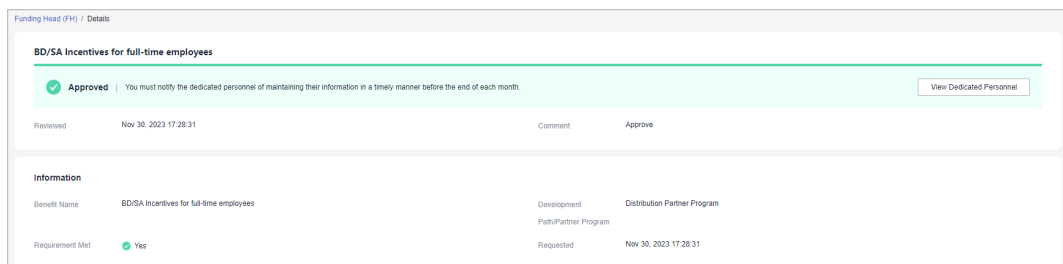 Funding Head (FH) / Details
BD/SA Incentives for full-time employees
Approved | You must notify the dedicated personnel of maintaining their information in a timely manner before the end of each month. View Dedicated Personnel
Reviewed Nov 30, 2023 17:28:31 Comment Approve
Information
Benefit Name BD/SA Incentives for full-time employees Development Distribution Partner Program
Path/Partner Program
Requirement Met Yes Requested Nov 30, 2023 17:28:31